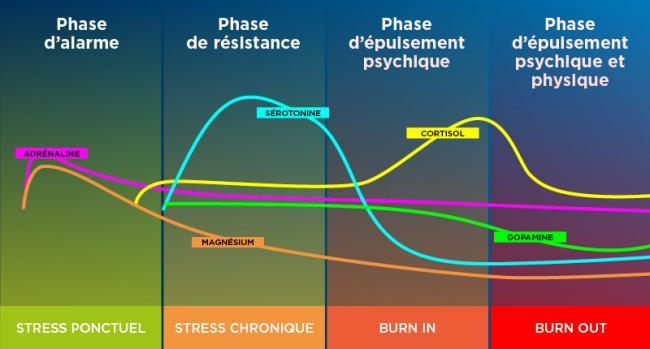 Phase
d'alarme
Phase
de résistance
Phase
d'épuisement
psychique
Phase
d'épuisement
psychique et
physique
ADRÉNALINE
SÉROTONINE
CORTISOL
MAGNÉSIUM
DOPAMINE
STRESS PONCTUEL
STRESS CHRONIQUE
BURN IN
BURN OUT